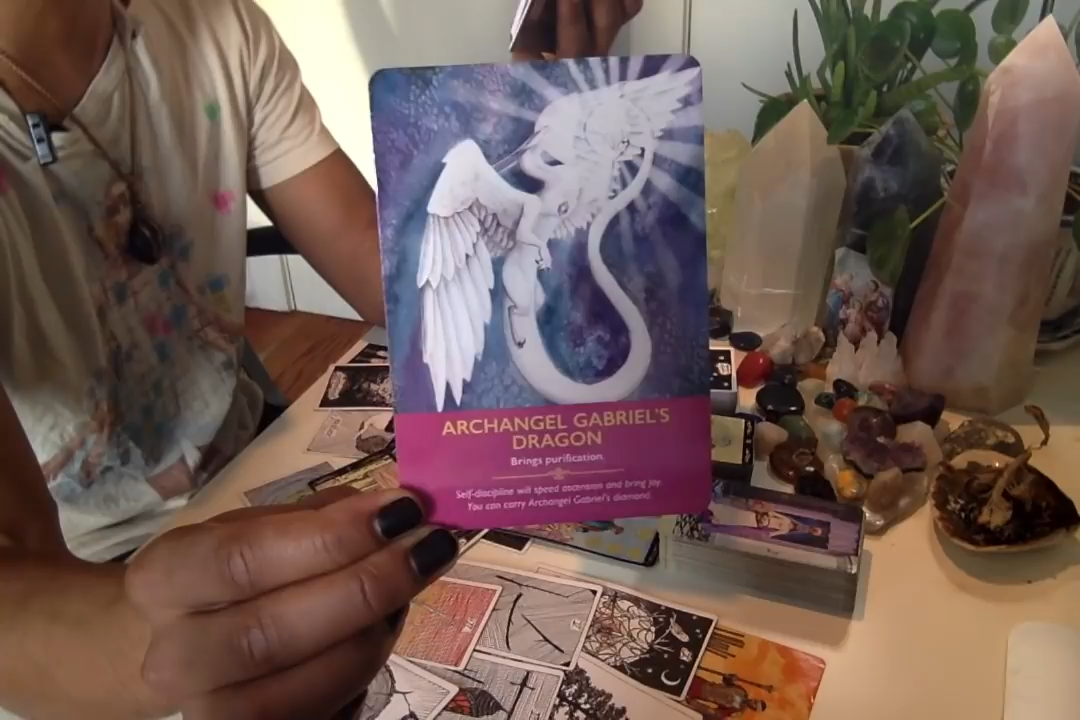 ARCHANGEL GABRIEL'S
DRAGON
Brings purification.
Self-discipline will speed ascension and bring joy.
You can carry Archangel Gabriel's diamond.